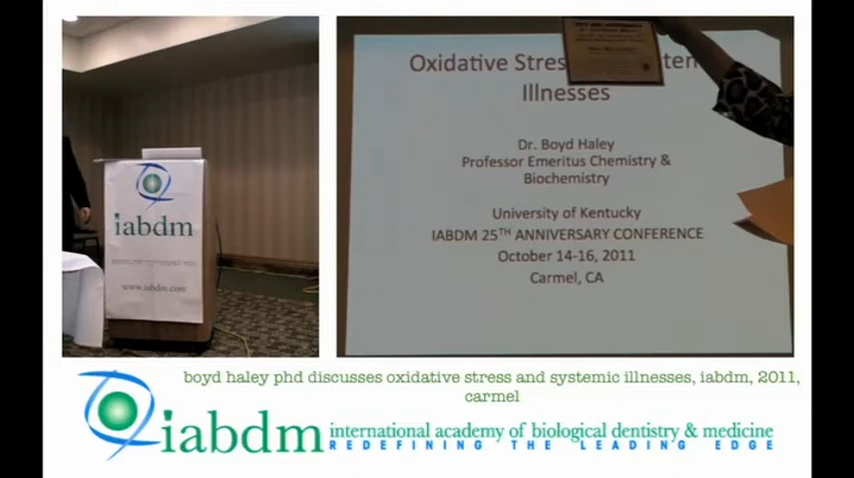 iabdm
www.iabdm.com
Oxidative
Illnesses
Dr. Boyd Haley
Professor Emeritus Chemistry &
Biochemistry
University of Kentucky
IABDM 25TH ANNIVERSARY CONFERENCE
October 14-16, 2011
Carmel, CA
boyd haley phd discusses oxidative stress and systemic illnesses, iabdm, 2011,
carmel
iabdm international academy of biological dentistry & medicine
REDEFINING THE LEADING EDGE